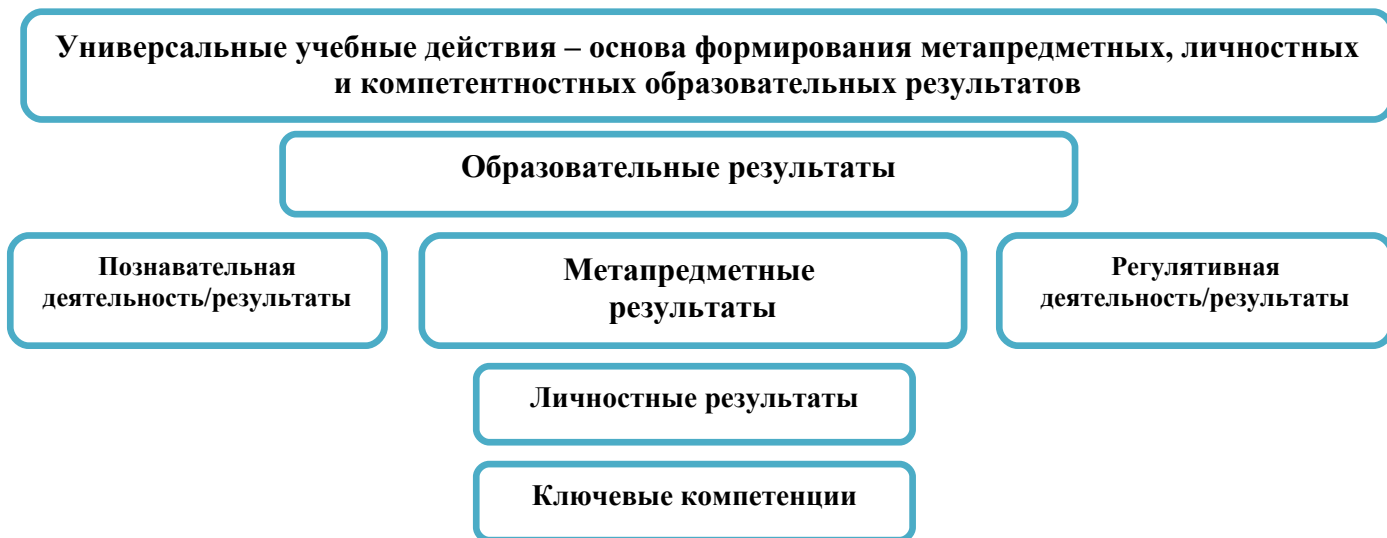 Универсальные учебные действия – основа формирования метапредметных, личностных
и компетентностных образовательных результатов
Образовательные результаты
Познавательная
деятельность/результаты
Метапредметные
результаты
Регулятивная
деятельность/результаты
Личностные результаты
Ключевые компетенции